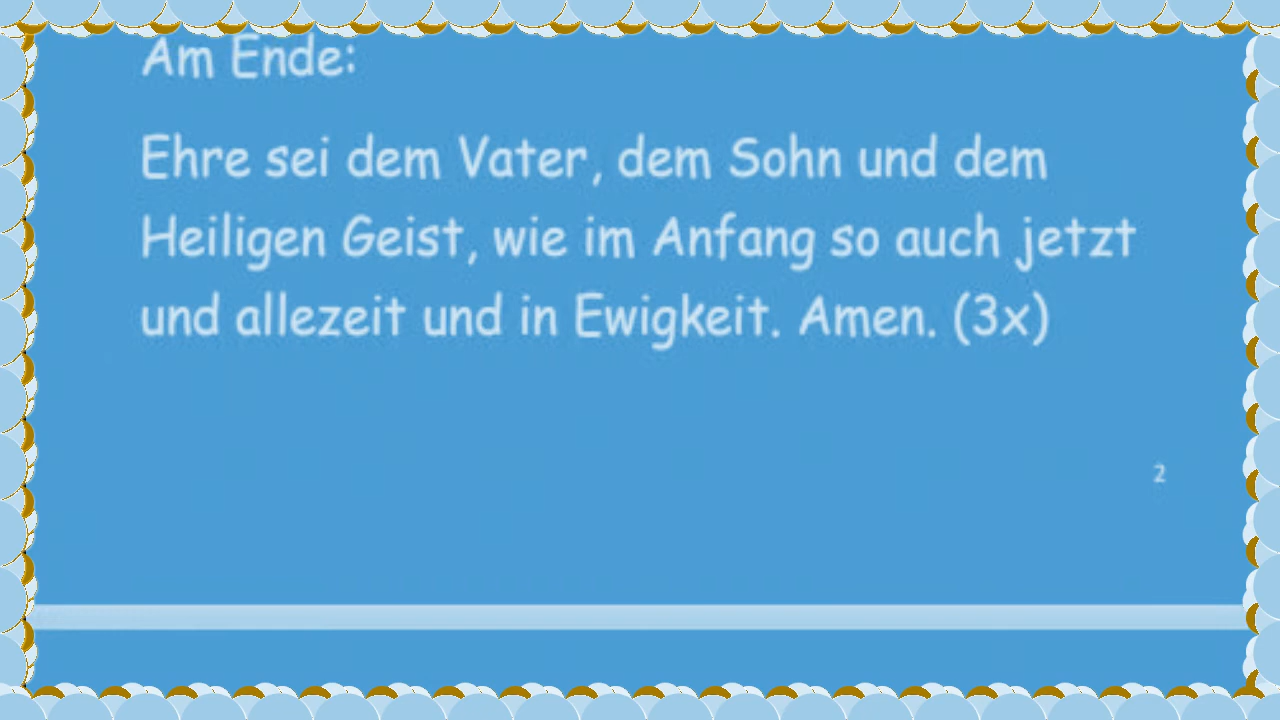 Am Ende:
Ehre sei dem Vater, dem Sohn und dem
Heiligen Geist, wie im Anfang so auch jetzt
und allezeit und in Ewigkeit. Amen. (3x)
2